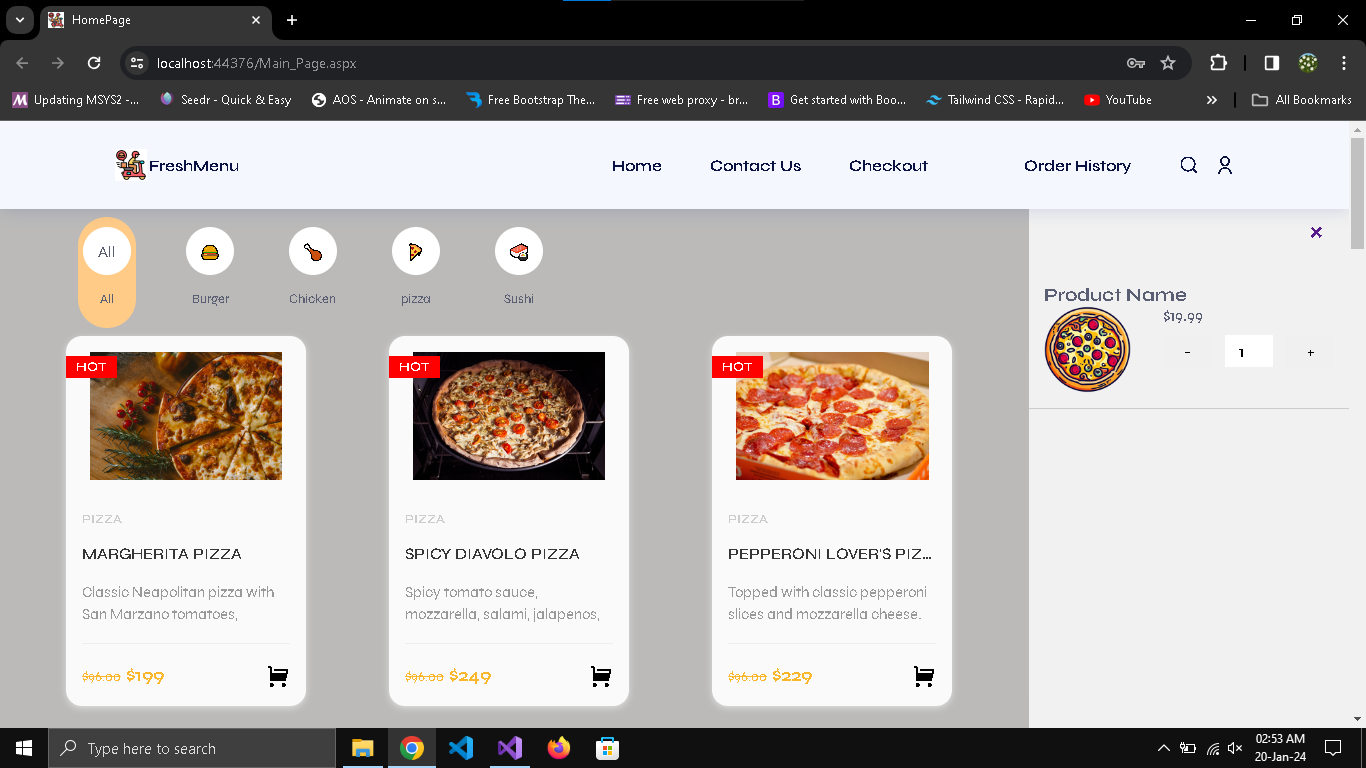 HomePage
localhost:44376/Main_Page.aspx
Updating MSYS2 -...
Seedr - Quick & Easy
AOS - Animate on s...
Free Bootstrap The...
Free web proxy - br...
Get started with Boo...
Tailwind CSS - Rapid...
YouTube
All Bookmarks
FreshMenu
Home
Contact Us
Checkout
Order History
All
All
Burger
Chicken
pizza
Sushi
Product Name
$19.99
-
1
+
HOT
PIZZA
MARGHERITA PIZZA
Classic Neapolitan pizza with
San Marzano tomatoes,
$96.00 $199
HOT
PIZZA
SPICY DIAVOLO PIZZA
Spicy tomato sauce,
mozzarella, salami, jalapenos,
$96.00 $249
HOT
PIZZA
PEPPERONI LOVER'S PIZ...
Topped with classic pepperoni
slices and mozzarella cheese.
$96.00 $229
Type here to search
02:53 AM
20-Jan-24